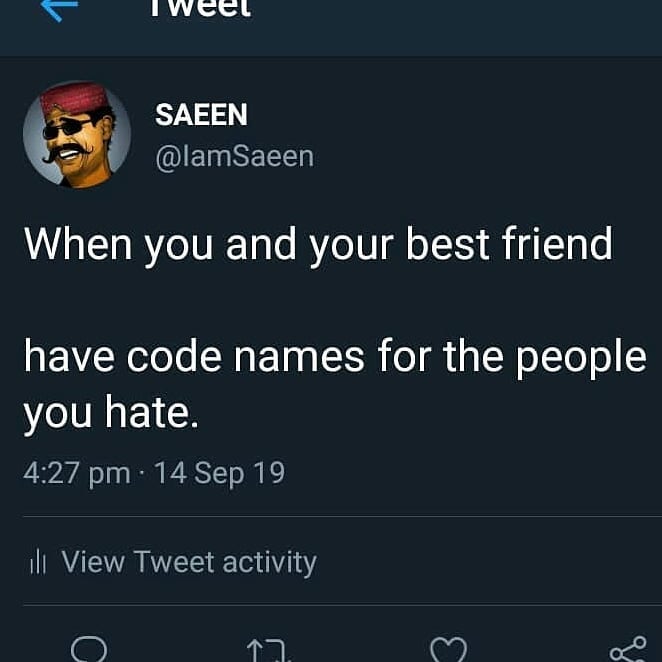 Tweet
SAEEN
@IamSaeen
When you and your best friend
have code names for the people
you hate.
4:27 pm · 14 Sep 19
View Tweet activity